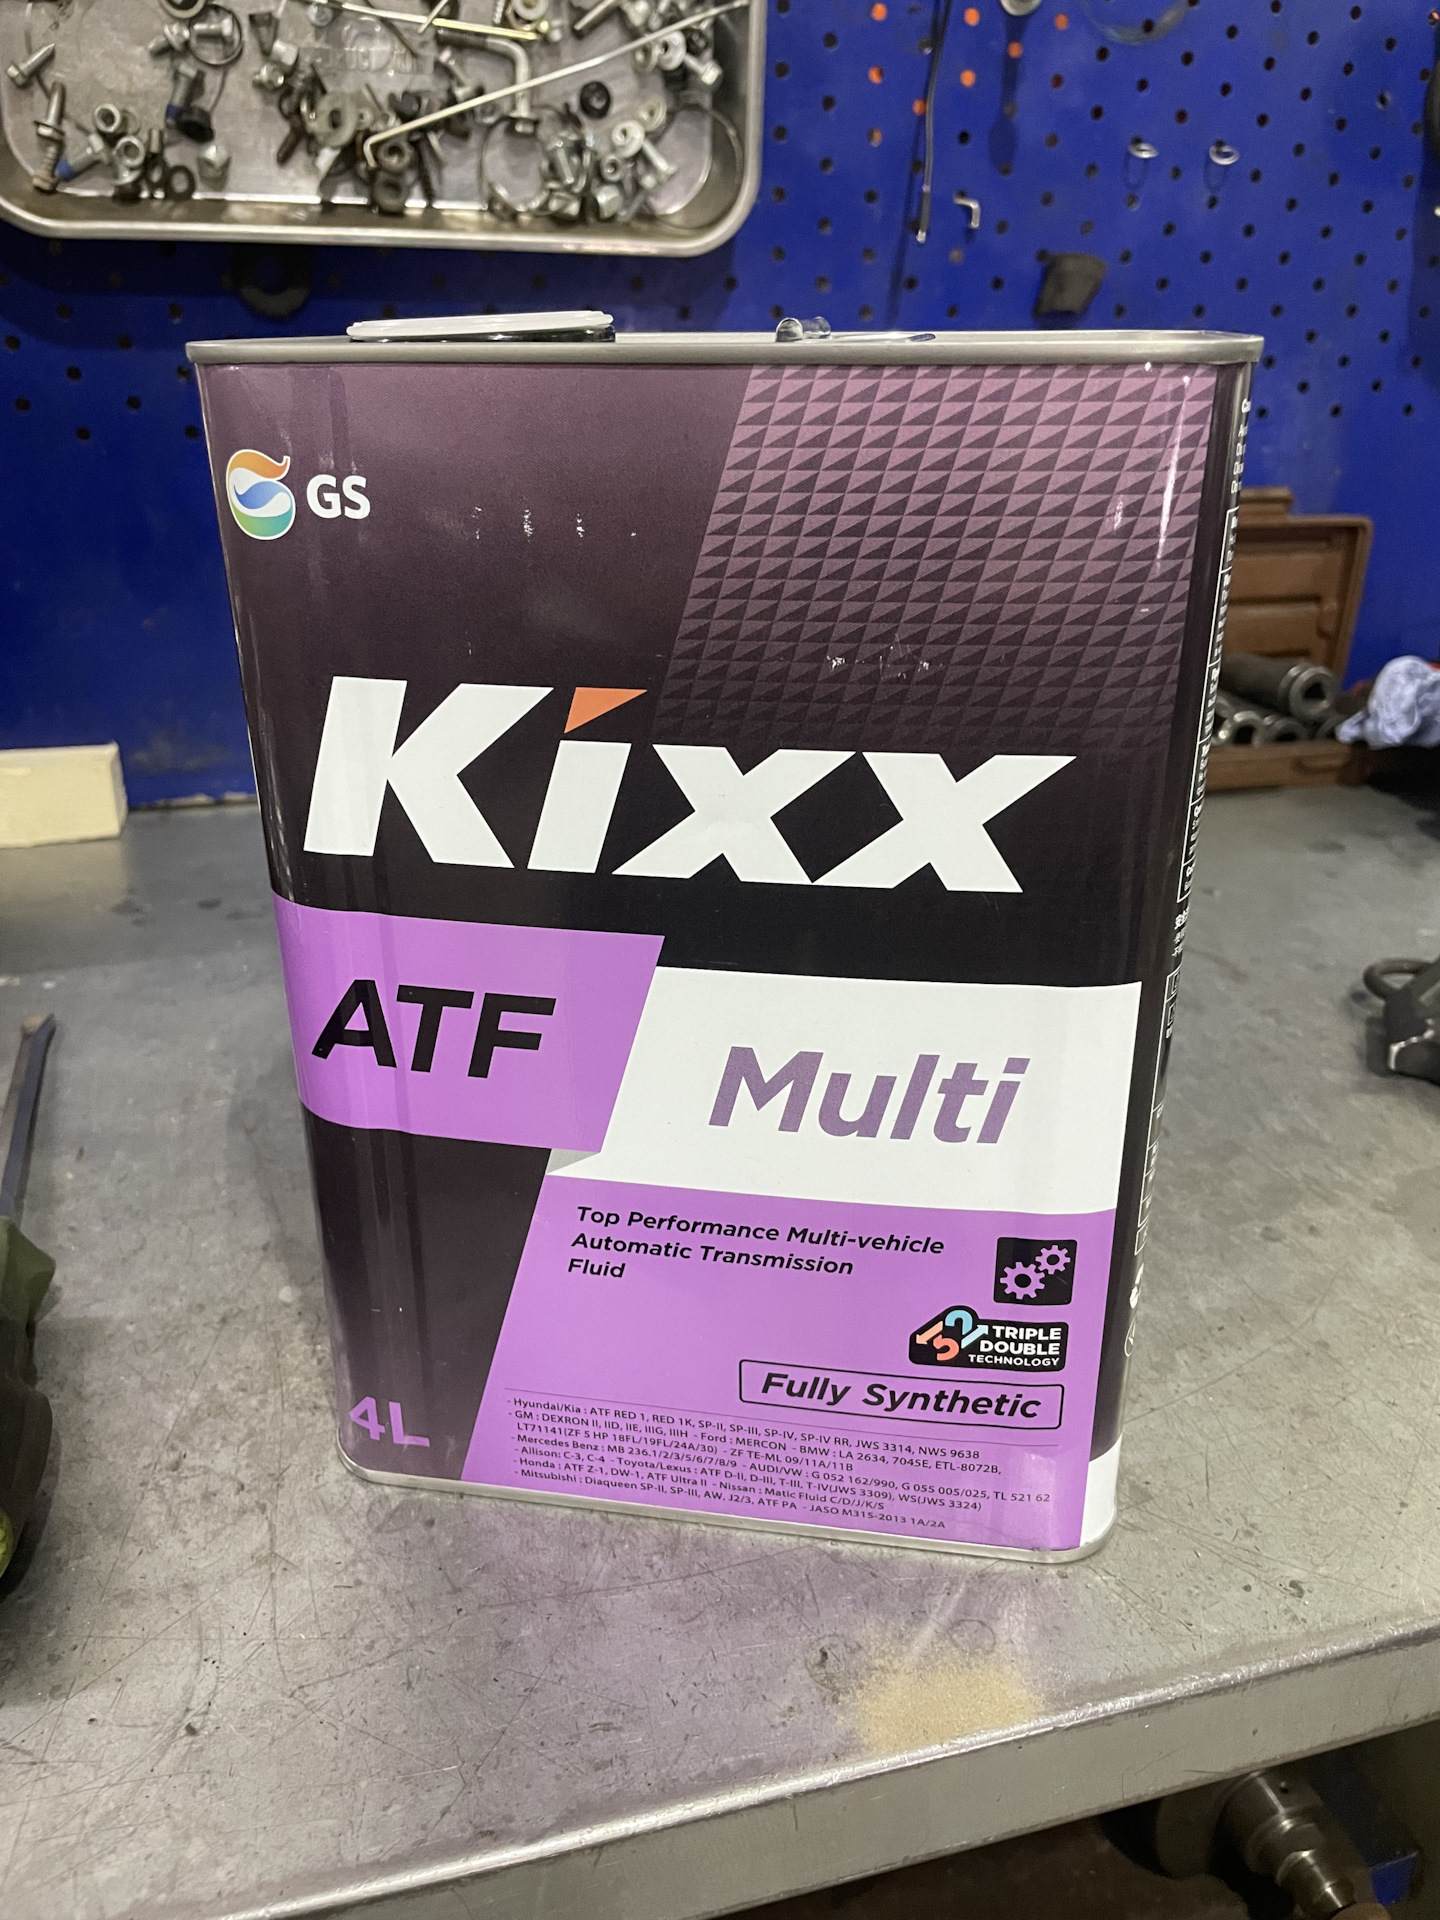 GS
Kixx
ATF
Multi
Top Performance Multi-vehicle
Automatic Transmission
Fluid
TRIPLE
DOUBLE
TECHNOLOGY
Fully Synthetic
4L
- Hyundai/Kia : ATF RED 1, RED 1K, SP-II, SP-III, SP-IV, SP-IV RR, JWS 3314, NWS 9638
- GM : DEXRON II, IID, IIE, IIIG, IIIH - Ford : MERCON - BMW : LA 2634, 7045E, ETL-8072B,
LT71141(ZF 5 HP 18FL/19FL/24A/30) - ZF TE-ML 09/11A/11B
- Mercedes Benz : MB 236.1/2/3/5/6/7/8/9 - AUDI/VW : G 052 162/990, G 055 005/025, TL 521 62
- Allison: C-3, C-4 - Toyota/Lexus : ATF D-II, D-III, T-III, T-IV(JWS 3309), WS(JWS 3324)
- Honda : ATF Z-1, DW-1, ATF Ultra II - Nissan : Matic Fluid C/D/J/K/S
- Mitsubishi : Diaqueen SP-II, SP-III, AW, J2/3, ATF PA - JASO M315-2013 1A/2A